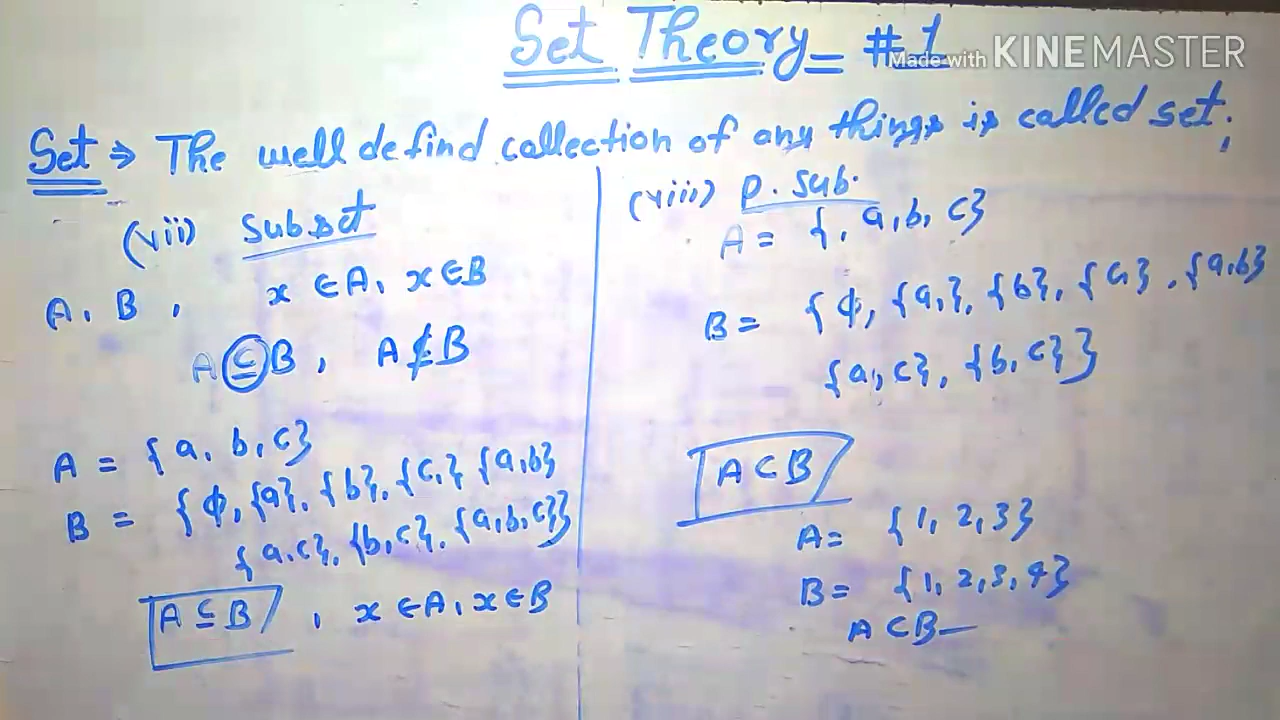 Set Theory = #1
Made with KINEMASTER
Set ⇒ The well defind collection of any things is called set.
(vii) subset
A, B, x ∈ A, x ∈ B
A ⊆ B, A ⊈ B
A = {a, b, c}
B = {ϕ, {a}, {b}, {c,} {a,b}
{a.c}, {b,c}. {a,b,c}}
A ⊆ B, x ∈ A, x ∈ B
(viii) P. sub.
A = {, a, b, c}
B = {ϕ, {a,}, {b}, {a}, {a,b}
{a,c}, {b,c}}
A ⊂ B
A = {1, 2, 3}
B = {1, 2, 3, 4}
A ⊂ B